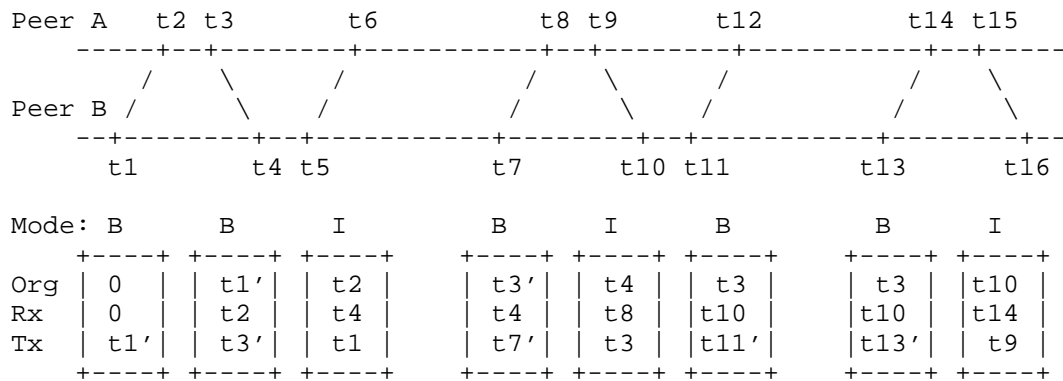 Peer A t2 t3 t6 t8 t9 t12 t14 t15
Peer B
t1 t4 t5 t7 t10 t11 t13 t16
Mode: B B I B I B B I
Org | 0 | | t1’| | t2 | | t3’| | t4 | | t3 | | t3 | |t10 |
Rx | 0 | | t2 | | t4 | | t4 | | t8 | |t10 | |t10 | |t14 |
Tx | t1’| | t3’| | t1 | | t7’| | t3 | |t11’| |t13’| | t9 |